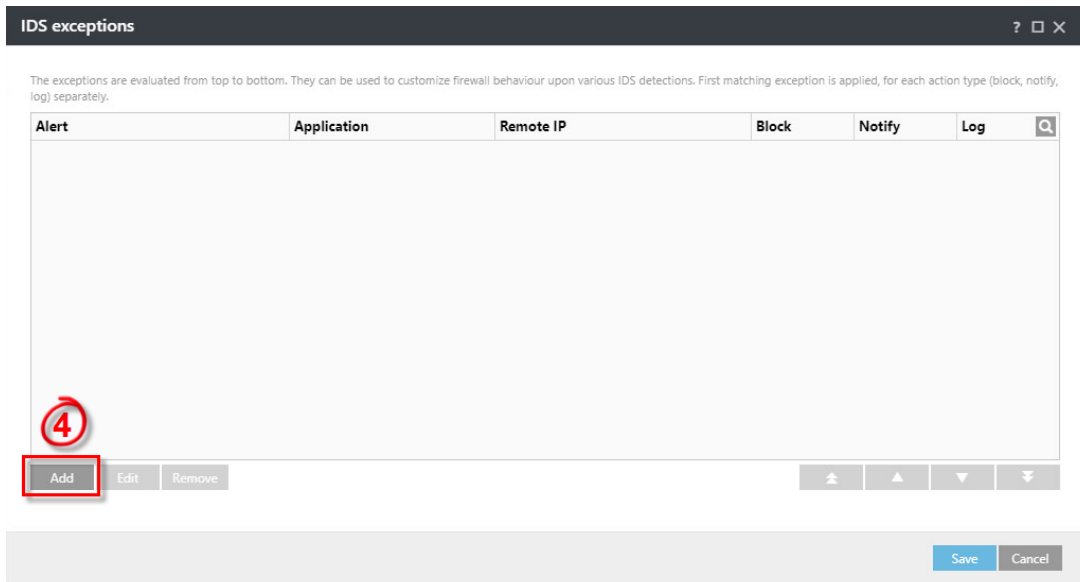 IDS exceptions ?
The exceptions are evaluated from top to bottom. They can be used to customize firewall behaviour upon various IDS detections. First matching exception is applied, for each action type (block, notify,
log) separately.
Alert Application Remote IP Block Notify Log
4
Add Edit Remove
Save Cancel